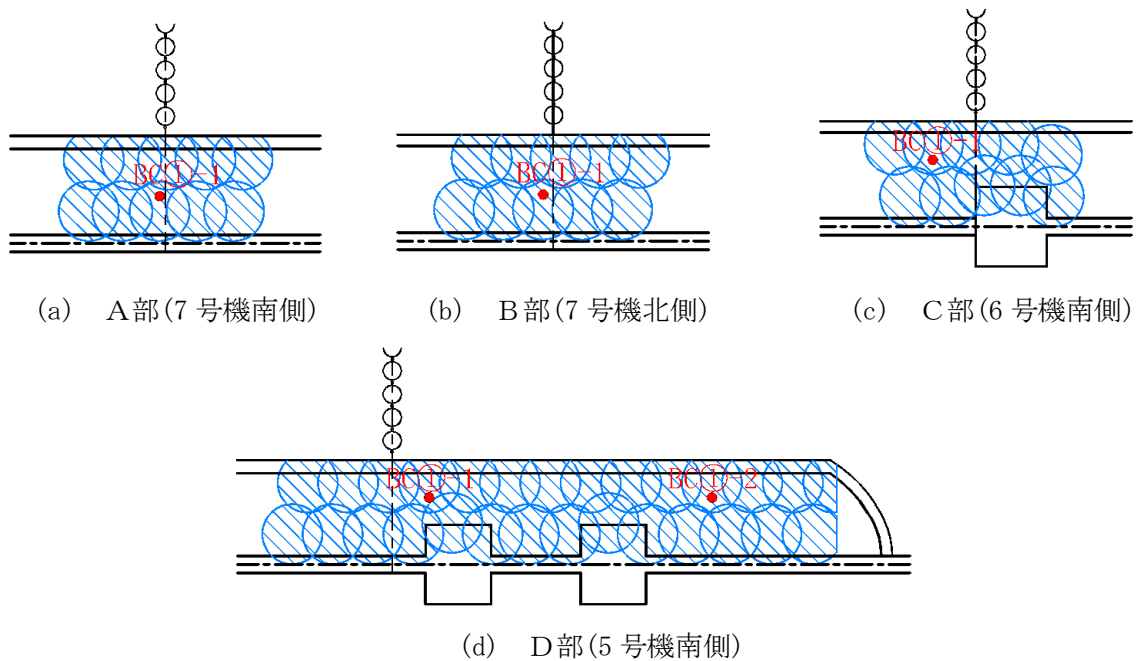 BC①-1
BC①-1
BC①-1
(a) A部(7 号機南側)
(b) B部(7 号機北側)
(c) C部(6 号機南側)
BC①-1
BC①-2
(d) D部(5 号機南側)